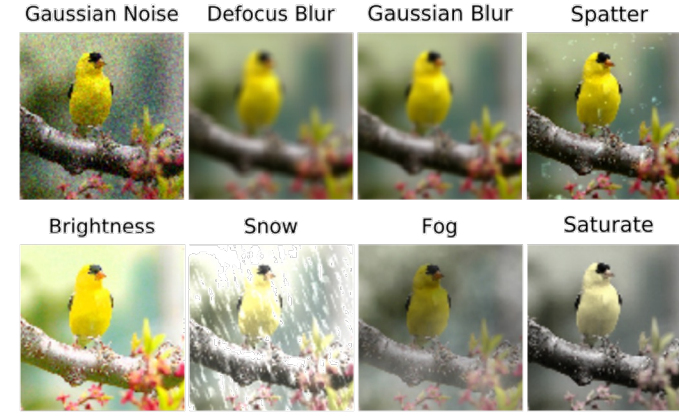 Gaussian Noise
Defocus Blur
Gaussian Blur
Spatter
Brightness
Snow
Fog
Saturate